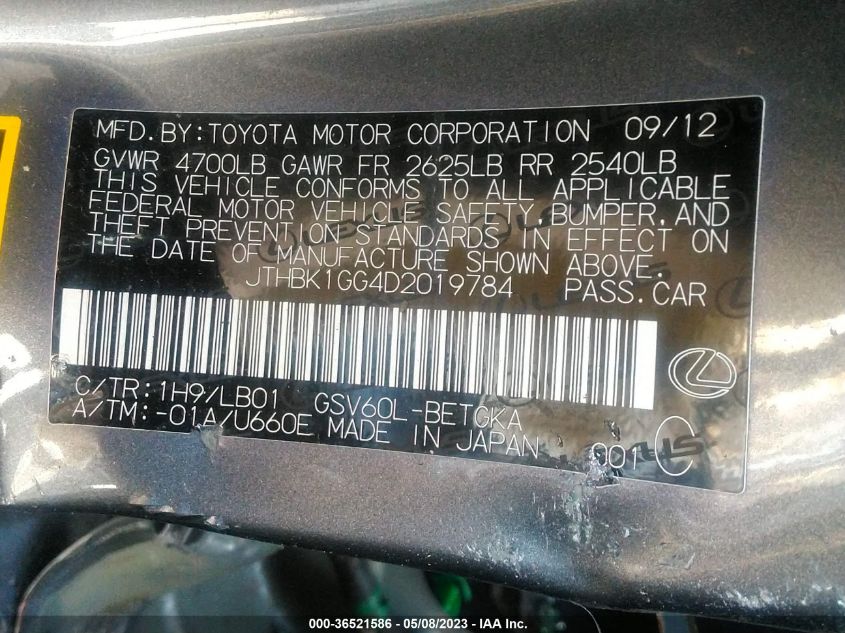 MFD.BY:TOYOTA MOTOR CORPORATION 09/12
GVWR 4700LB GAWR FR 2625LB RR 2540LB
THIS VEHICLE CONFORMS TO ALL APPLICABLE
FEDERAL MOTOR VEHICLE SAFETY, BUMPER, AND
THEFT PREVENTION STANDARDS IN EFFECT ON
THE DATE OF MANUFACTURE SHOWN ABOVE.
JTHBK1GG4D2019784 PASS.CAR
C/TR:1H9/LB01 GSV60L-BETGKA
A/TM:-01A/U660E MADE IN JAPAN 001
LEXUS
000-36521586 - 05/08/2023 - © IAA, Inc.